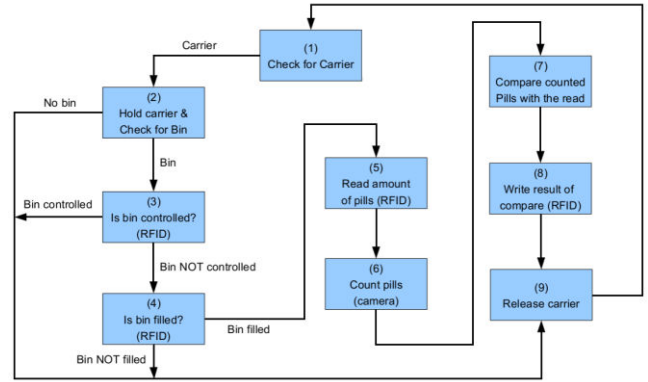 (1)
Check for Carrier
Carrier
(2)
Hold carrier &
Check for Bin
No bin
Bin
(3)
Is bin controlled?
(RFID)
Bin controlled
Bin NOT controlled
(4)
Is bin filled?
(RFID)
Bin filled
Bin NOT filled
(5)
Read amount
of pills (RFID)
(6)
Count pills
(camera)
(7)
Compare counted
Pills with the read
(8)
Write result of
compare (RFID)
(9)
Release carrier